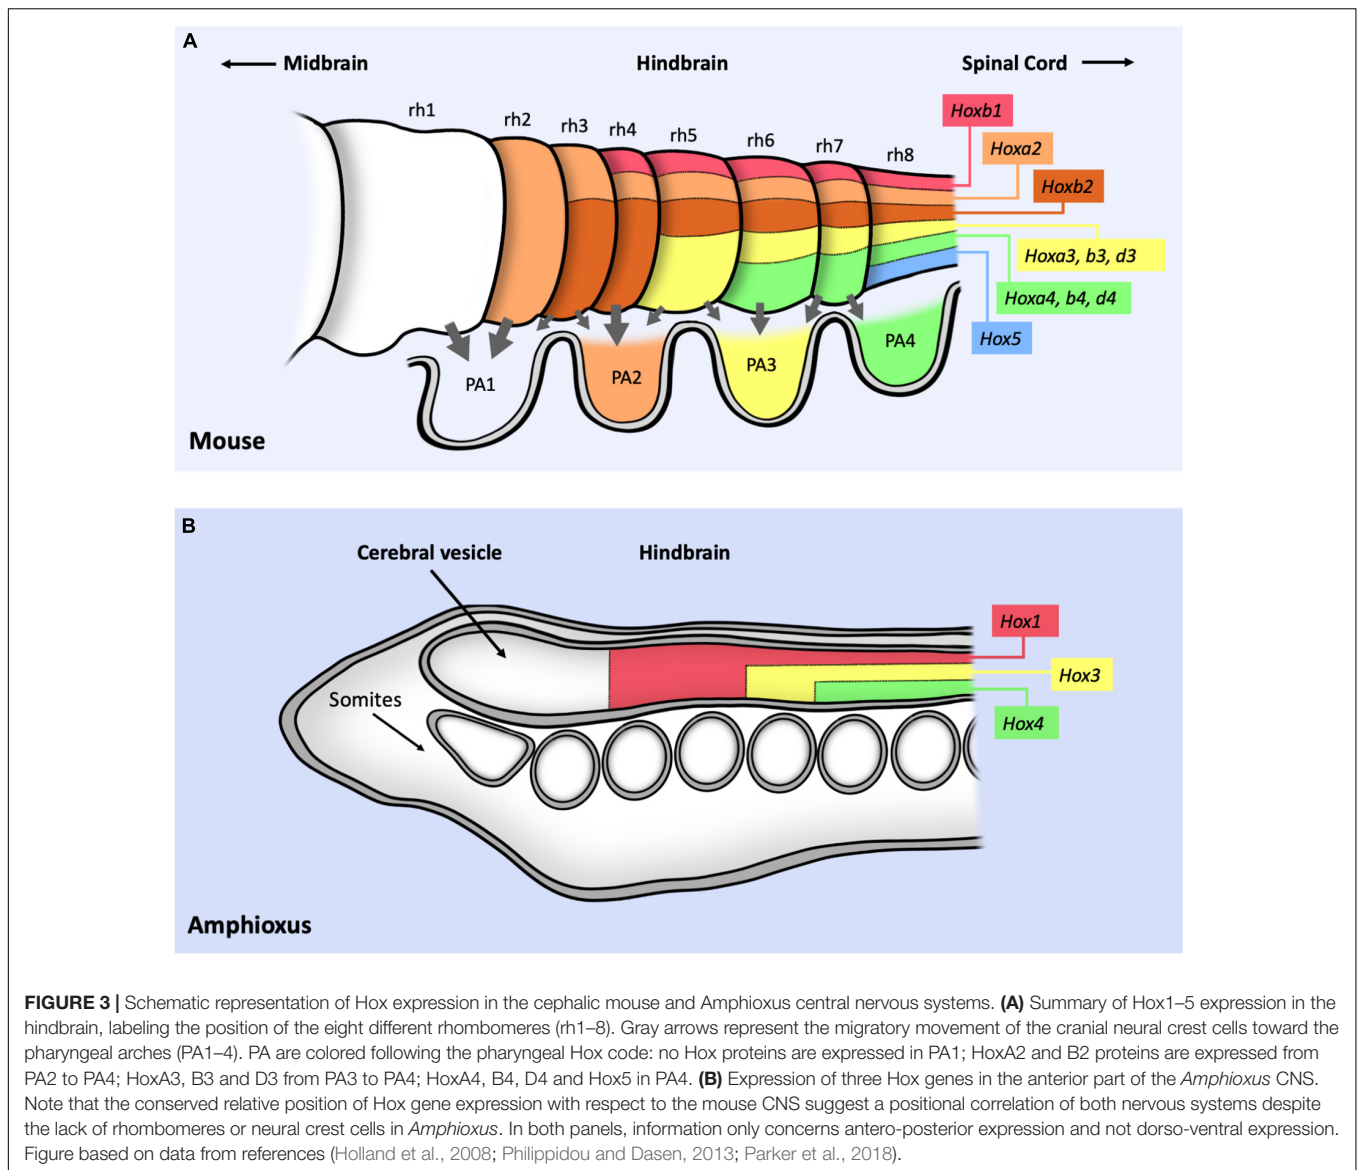 A
Midbrain
Hindbrain
Spinal Cord
rh1
rh2
rh3
rh4
rh5
rh6
rh7
rh8
Hoxb1
Hoxa2
Hoxb2
Hoxa3, b3, d3
Hoxa4, b4, d4
Hox5
PA1
PA2
PA3
PA4
Mouse
B
Cerebral vesicle
Hindbrain
Somites
Hox1
Hox3
Hox4
Amphioxus
FIGURE 3 | Schematic representation of Hox expression in the cephalic mouse and Amphioxus central nervous systems. (A) Summary of Hox1–5 expression in the
hindbrain, labeling the position of the eight different rhombomeres (rh1–8). Gray arrows represent the migratory movement of the cranial neural crest cells toward the
pharyngeal arches (PA1–4). PA are colored following the pharyngeal Hox code: no Hox proteins are expressed in PA1; HoxA2 and B2 proteins are expressed from
PA2 to PA4; HoxA3, B3 and D3 from PA3 to PA4; HoxA4, B4, D4 and Hox5 in PA4. (B) Expression of three Hox genes in the anterior part of the Amphioxus CNS.
Note that the conserved relative position of Hox gene expression with respect to the mouse CNS suggest a positional correlation of both nervous systems despite
the lack of rhombomeres or neural crest cells in Amphioxus. In both panels, information only concerns antero-posterior expression and not dorso-ventral expression.
Figure based on data from references (Holland et al., 2008; Philippidou and Dasen, 2013; Parker et al., 2018).